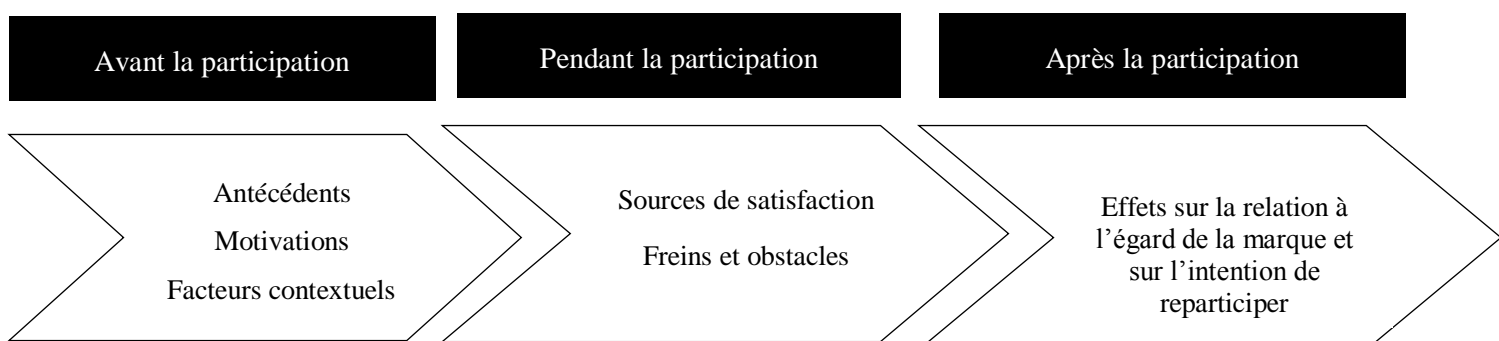 Avant la participation
Pendant la participation
Après la participation
Antécédents
Motivations
Facteurs contextuels
Sources de satisfaction
Freins et obstacles
Effets sur la relation à
l’égard de la marque et
sur l’intention de
reparticiper